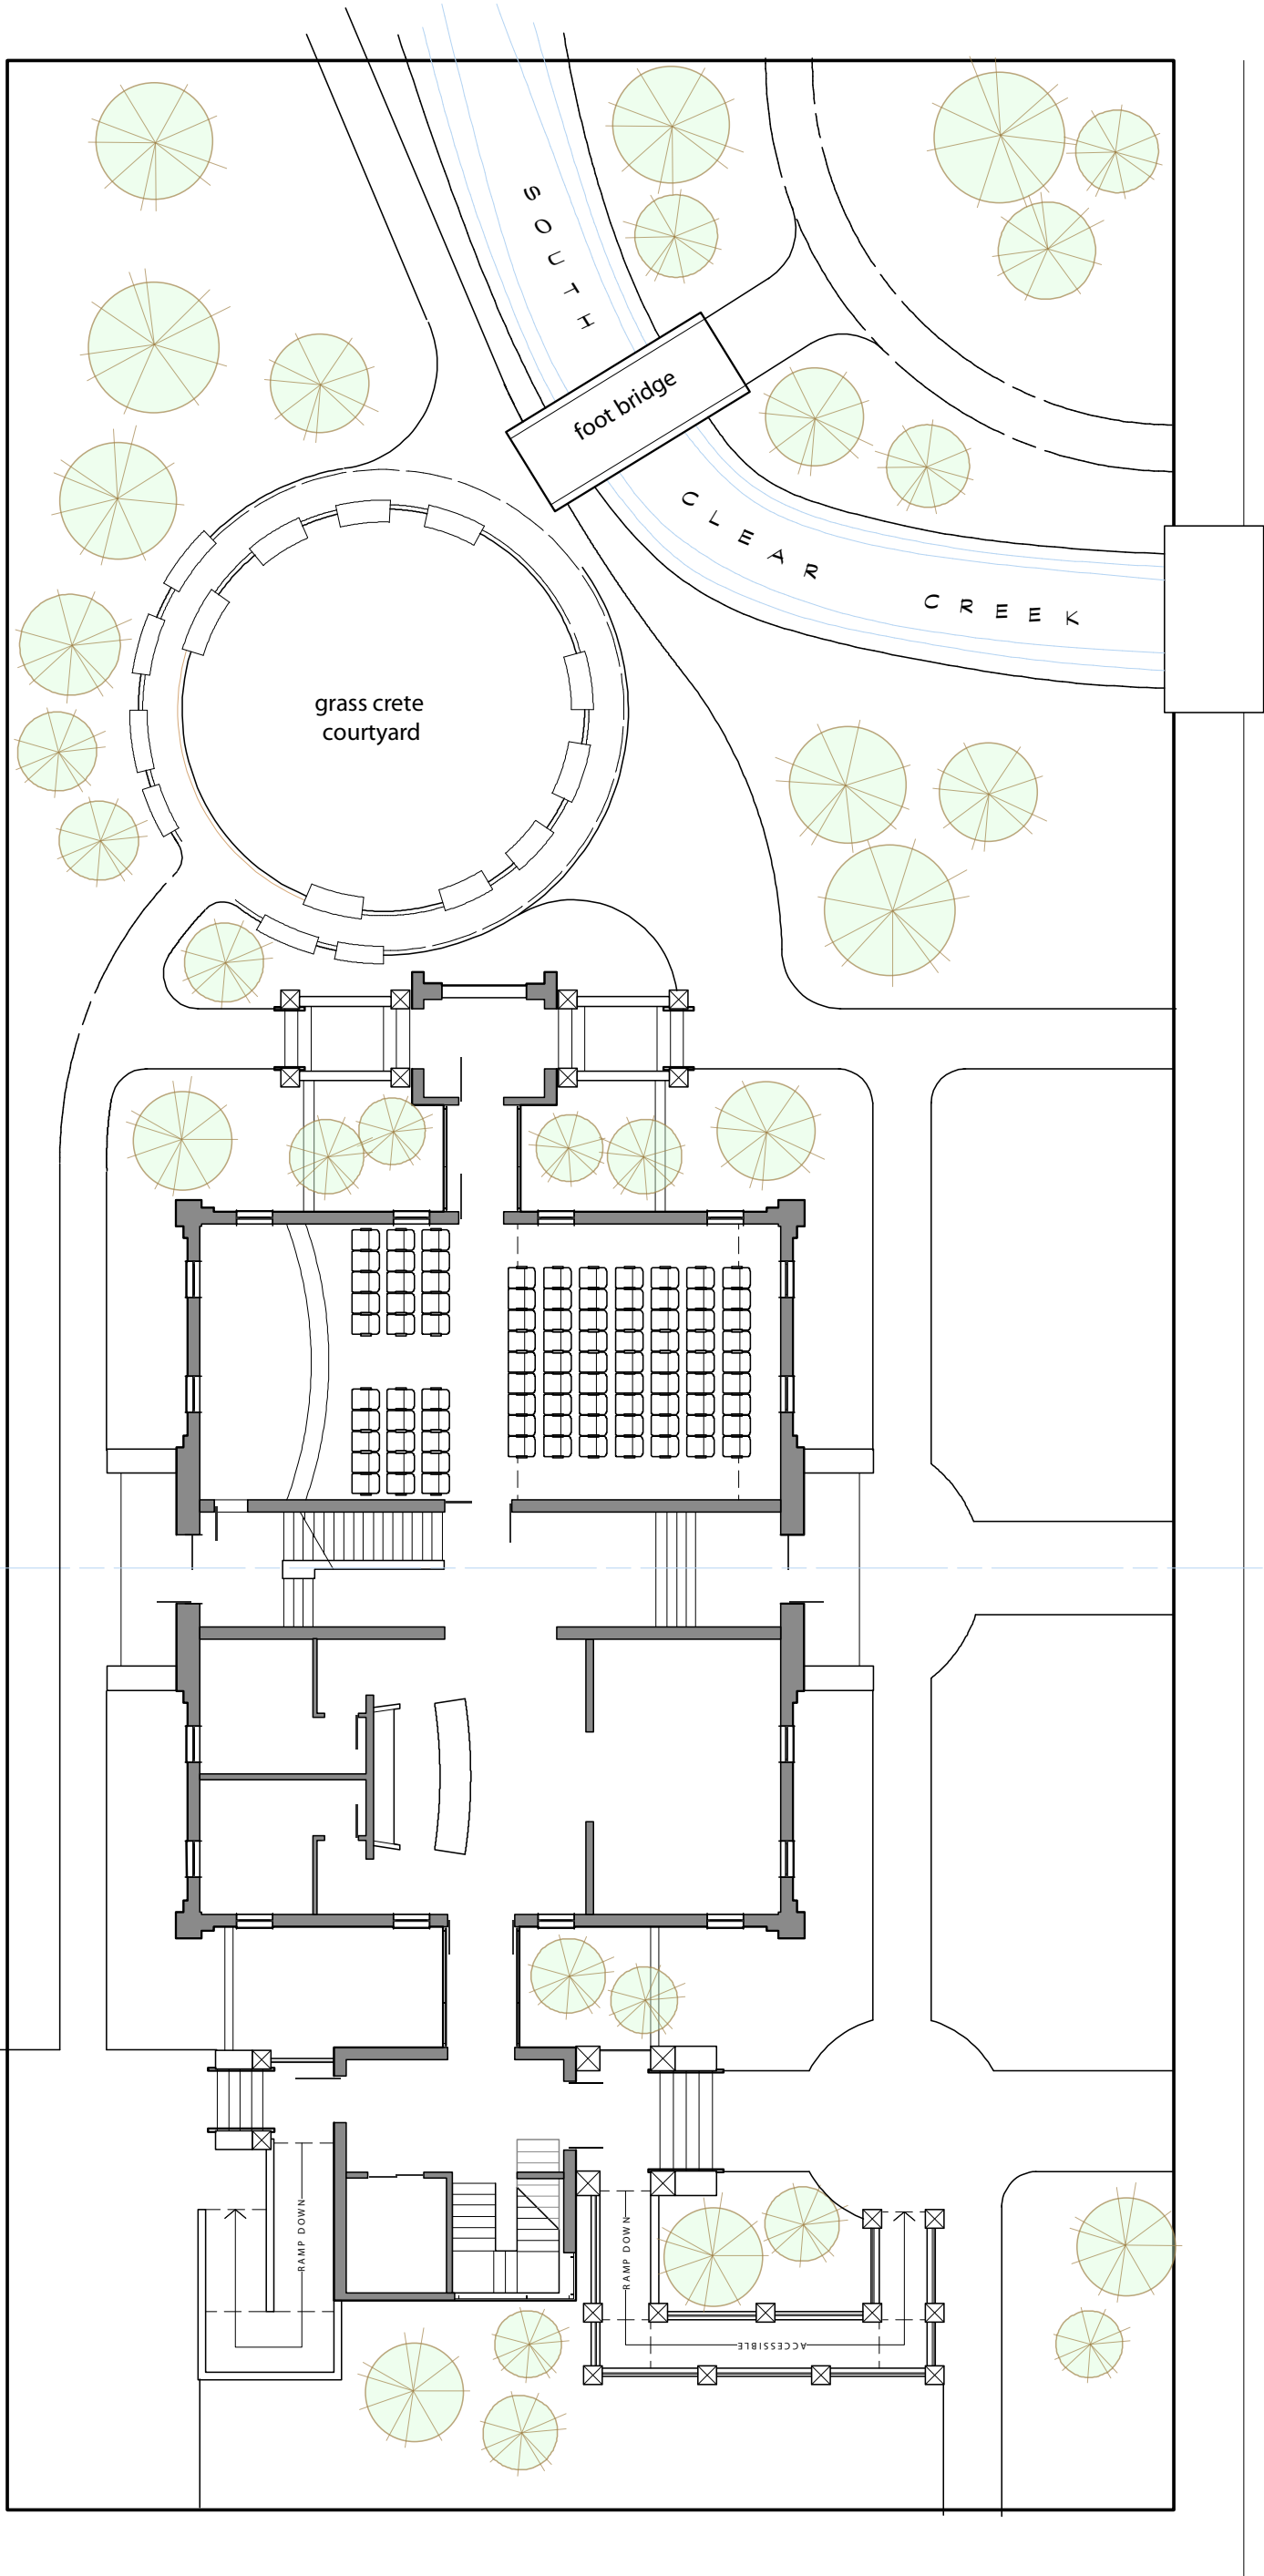 SOUTH
foot bridge
CLEAR
CREEK
grass crete
courtyard
RAMP DOWN
RAMP DOWN
ACCESSIBLE